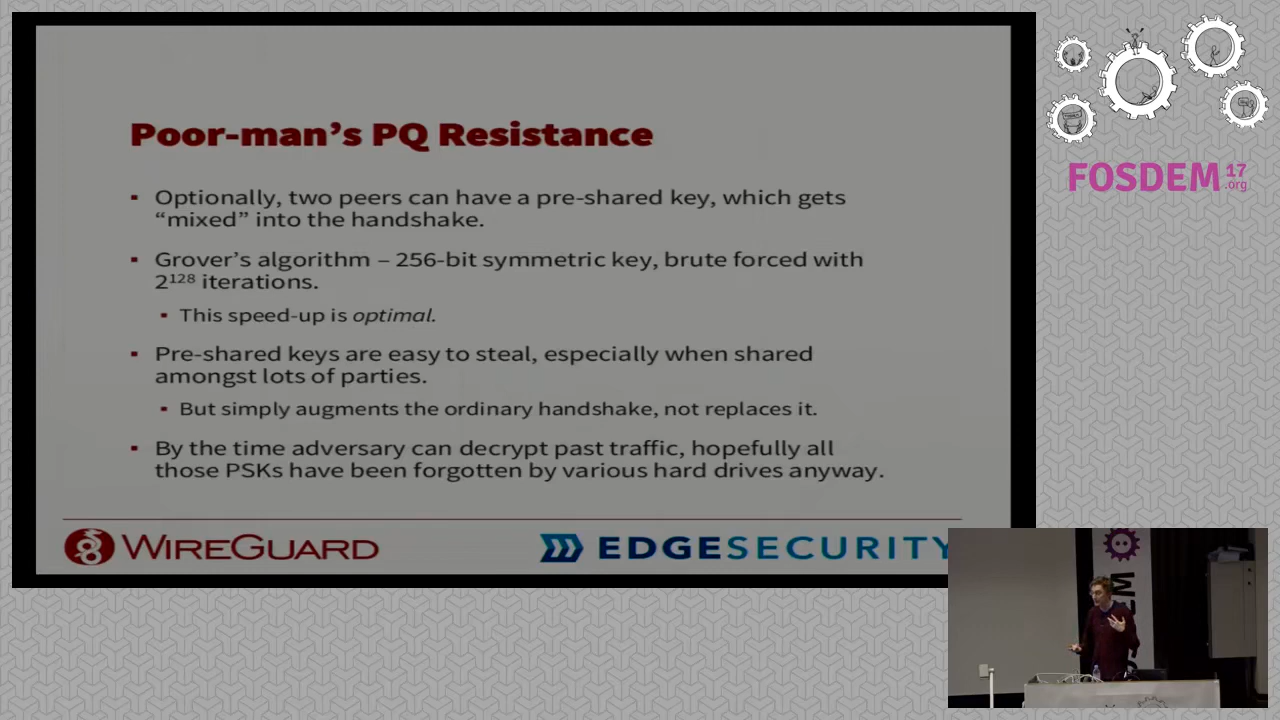 Poor-man's PQ Resistance
▪ Optionally, two peers can have a pre-shared key, which gets
“mixed” into the handshake.
▪ Grover's algorithm – 256-bit symmetric key, brute forced with
2¹²⁸ iterations.
▪ This speed-up is optimal.
▪ Pre-shared keys are easy to steal, especially when shared
amongst lots of parties.
▪ But simply augments the ordinary handshake, not replaces it.
▪ By the time adversary can decrypt past traffic, hopefully all
those PSKs have been forgotten by various hard drives anyway.
WIREGUARD
EDGESECURITY
FOSDEM 17
.org